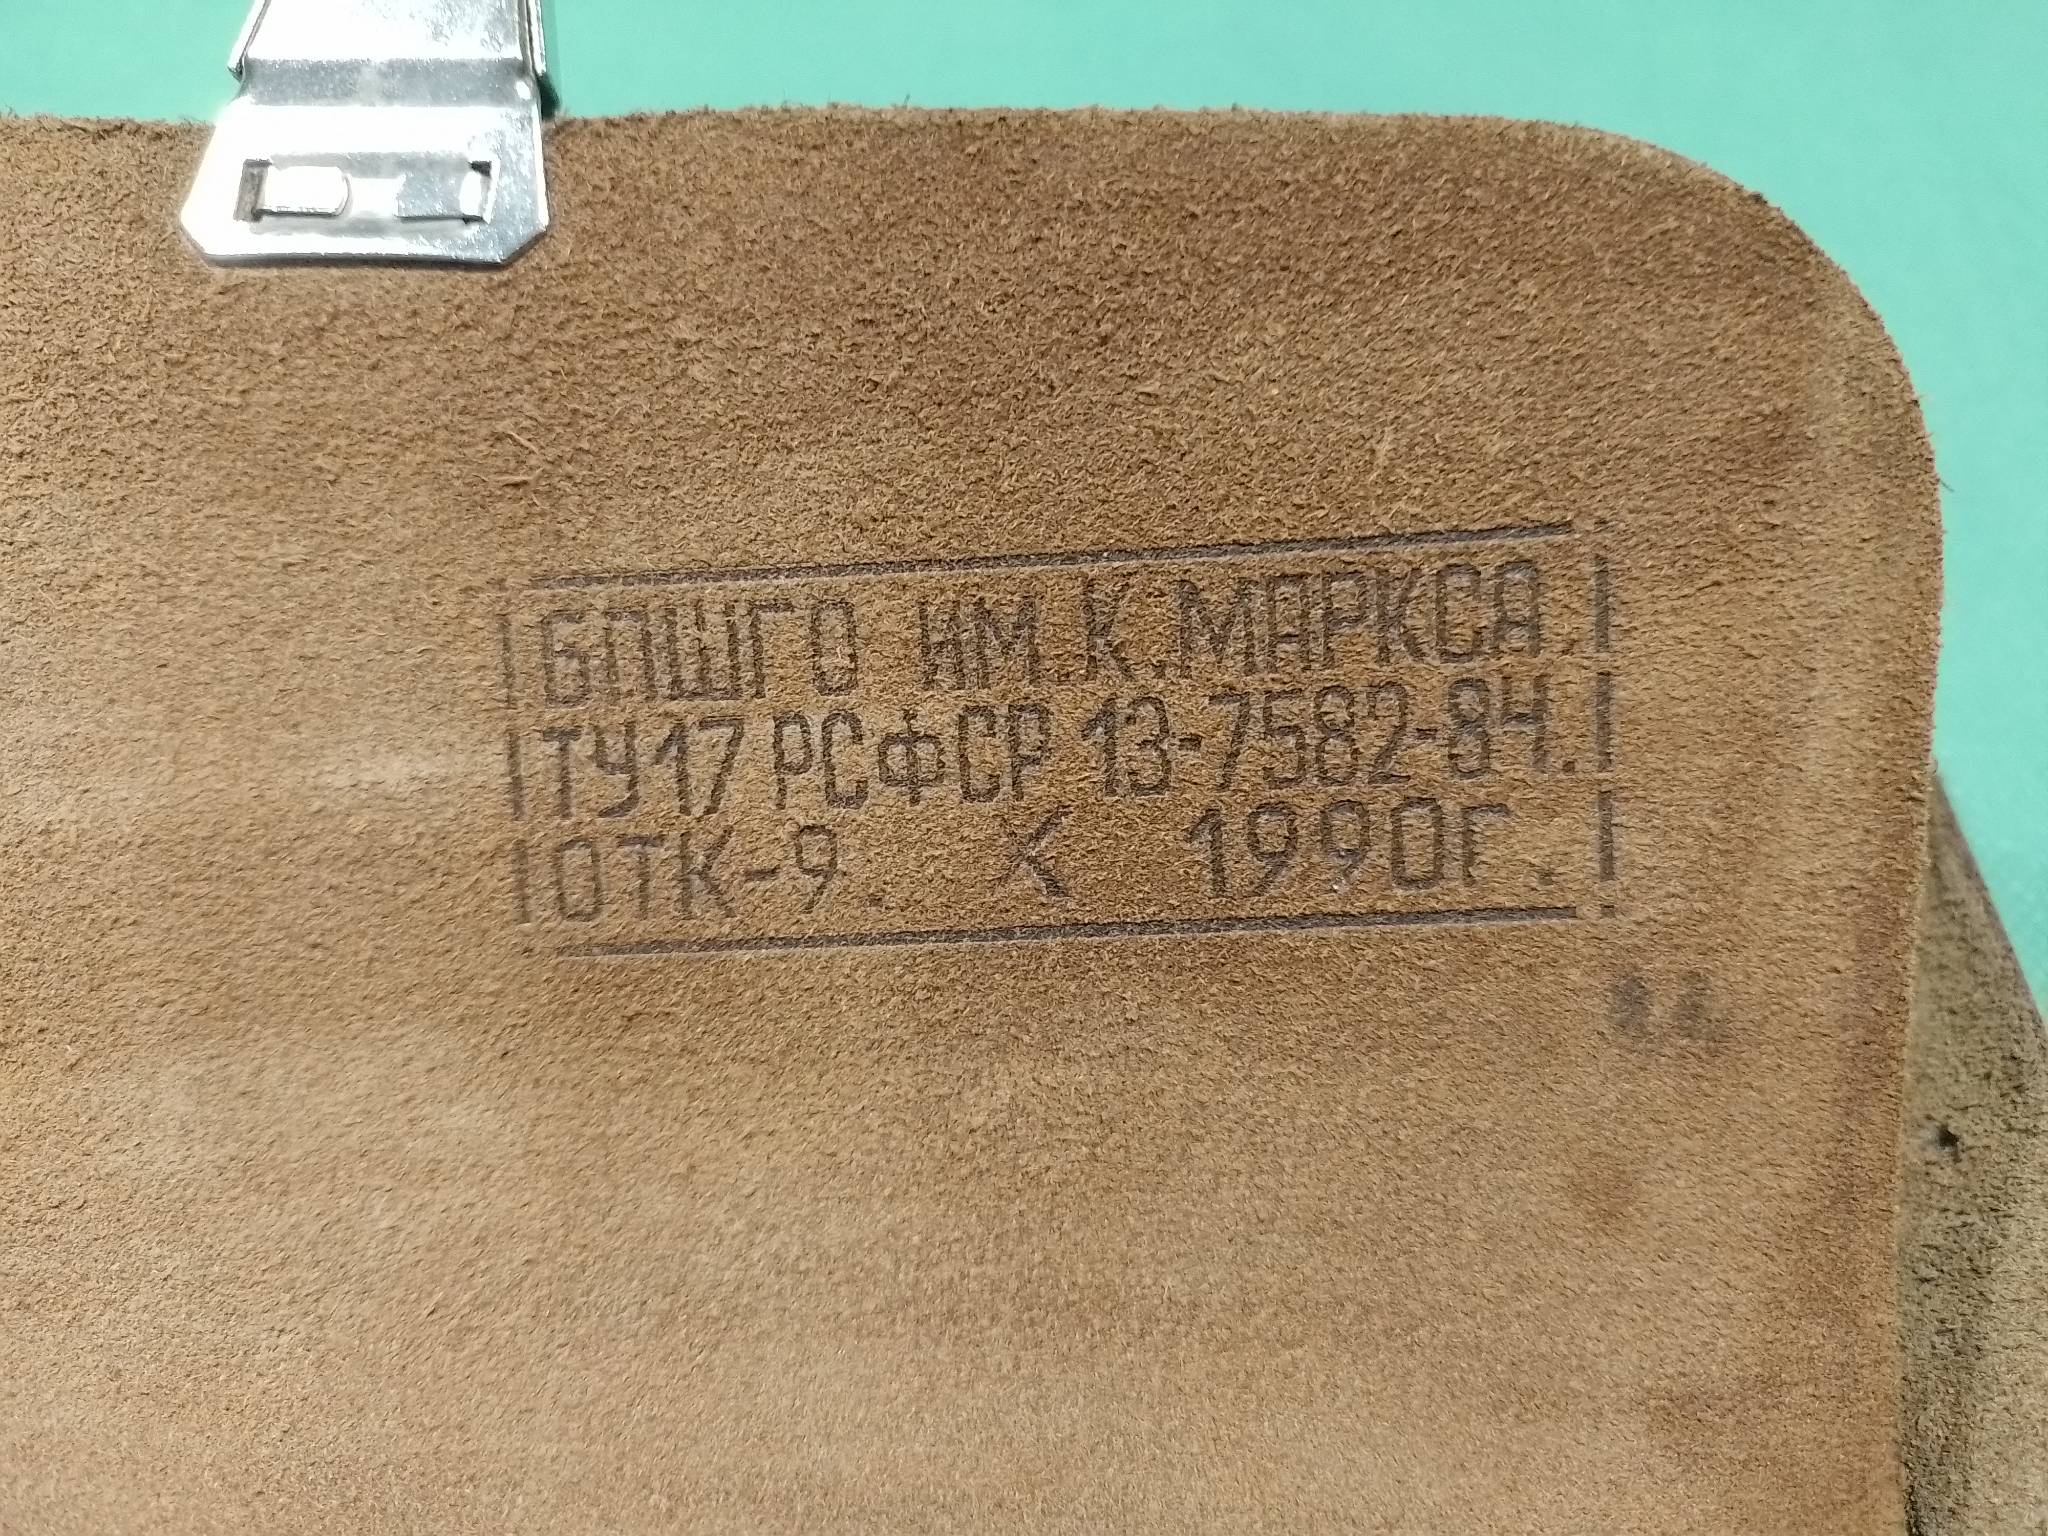 БПШГО ИМ.К.МАРКСА.
ТУ17 РСФСР 13-7582-84.
ОТК-9. К 1990г.